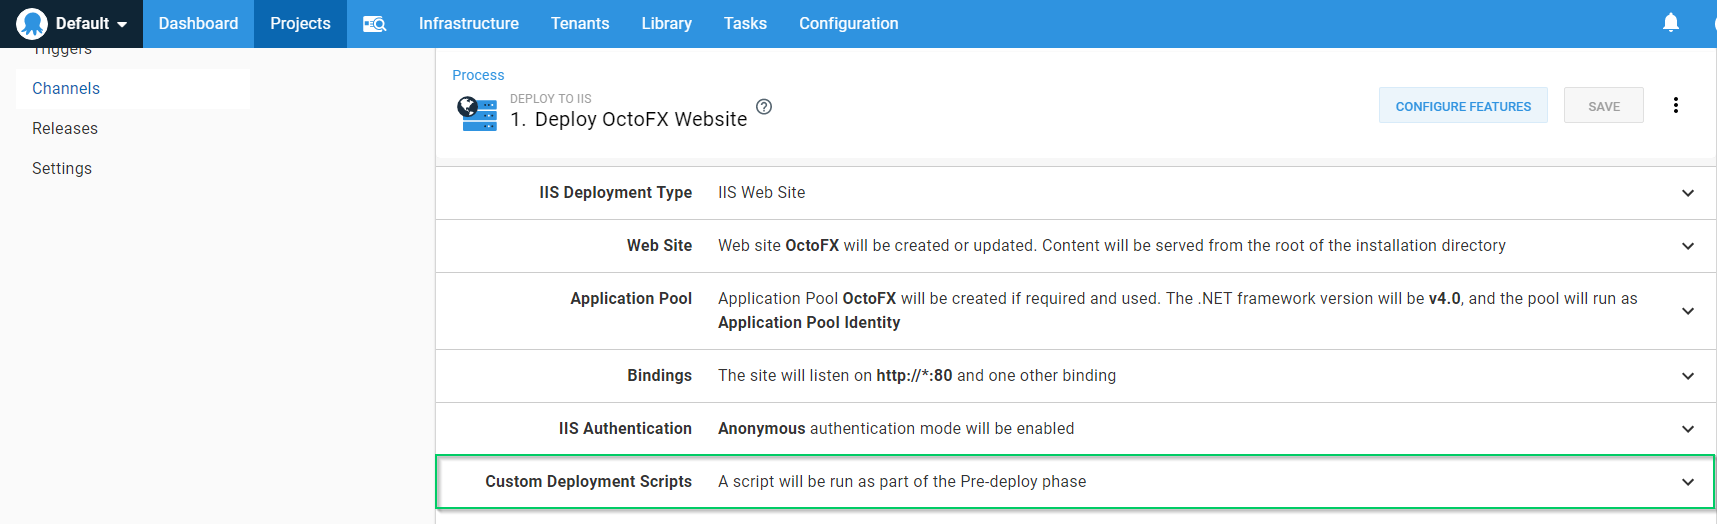 Default Dashboard Projects Infrastructure Tenants Library Tasks Configuration
Triggers
Channels
Releases
Settings
Process
DEPLOY TO IIS
1. Deploy OctoFX Website
?
CONFIGURE FEATURES
SAVE
IIS Deployment Type IIS Web Site
Web Site Web site OctoFX will be created or updated. Content will be served from the root of the installation directory
Application Pool Application Pool OctoFX will be created if required and used. The .NET framework version will be v4.0, and the pool will run as
Application Pool Identity
Bindings The site will listen on http://*:80 and one other binding
IIS Authentication Anonymous authentication mode will be enabled
Custom Deployment Scripts A script will be run as part of the Pre-deploy phase